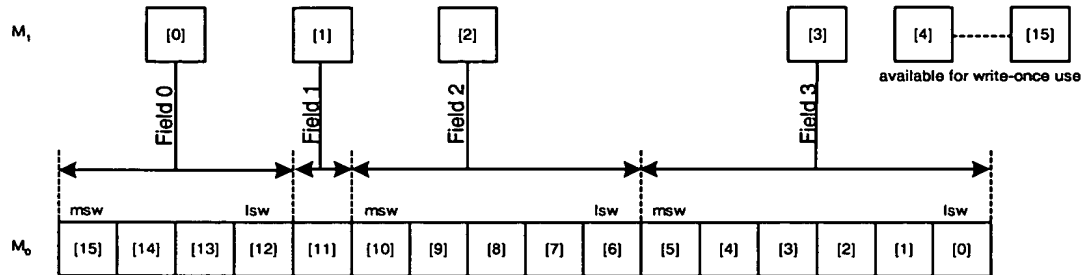 M1 [0] [1] [2] [3] [4] [15]
available for write-once use
Field 0 Field 1 Field 2 Field 3
msw lsw msw lsw msw lsw
M0 [15] [14] [13] [12] [11] [10] [9] [8] [7] [6] [5] [4] [3] [2] [1] [0]